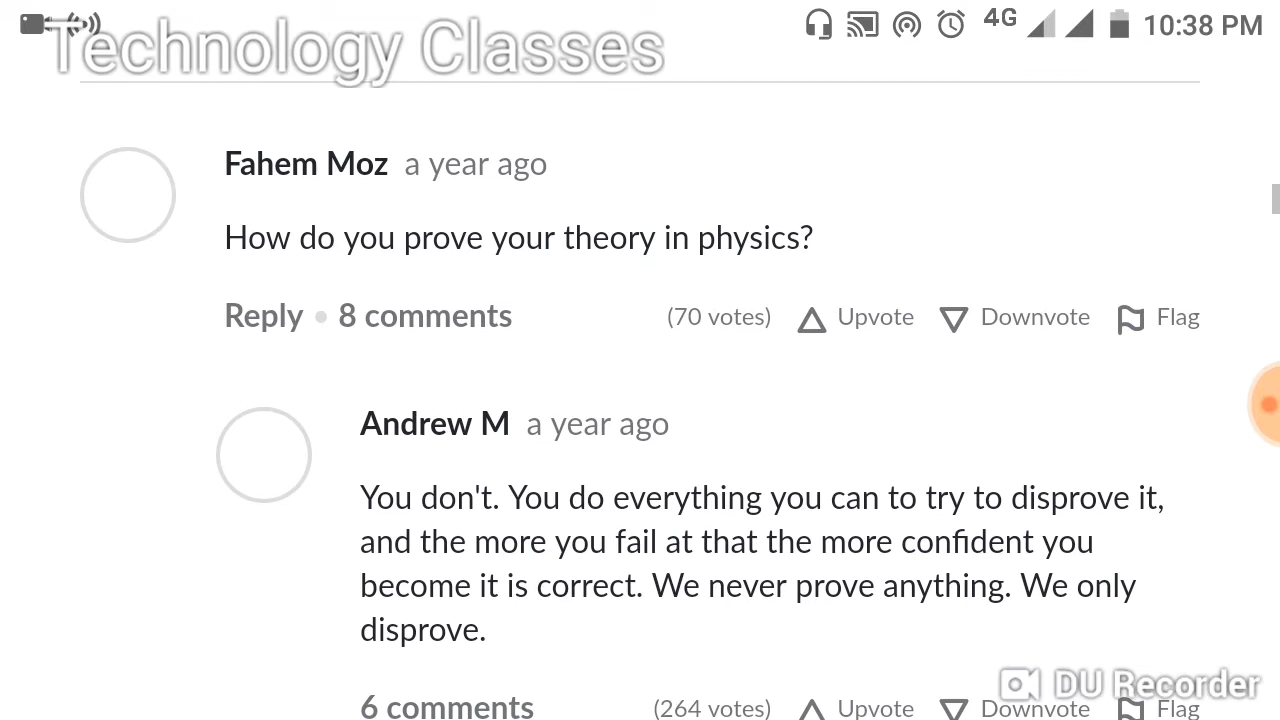 Technology Classes
4G
10:38 PM
Fahem Moz a year ago
How do you prove your theory in physics?
Reply • 8 comments (70 votes) Upvote Downvote Flag
Andrew M a year ago
You don't. You do everything you can to try to disprove it,
and the more you fail at that the more confident you
become it is correct. We never prove anything. We only
disprove.
DU Recorder
6 comments (264 votes) Upvote Downvote Flag